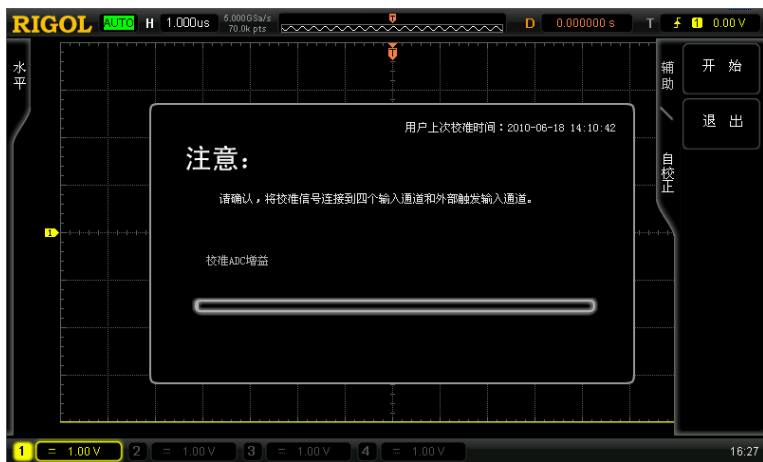 RIGOL AUTO H 1.000us 5.000GSa/s D 0.000000 s T 1 0.00 V
70.0k pts
T
T
水平
辅助
开 始
用户上次校准时间：2010-06-18 14:10:42
退 出
注意：
自校正
请确认，将校准信号连接到四个输入通道和外部触发输入通道。
1
校准ADC增益
1 = 1.00 V 2 = 1.00 V 3 = 1.00 V 4 = 1.00 V 16:27